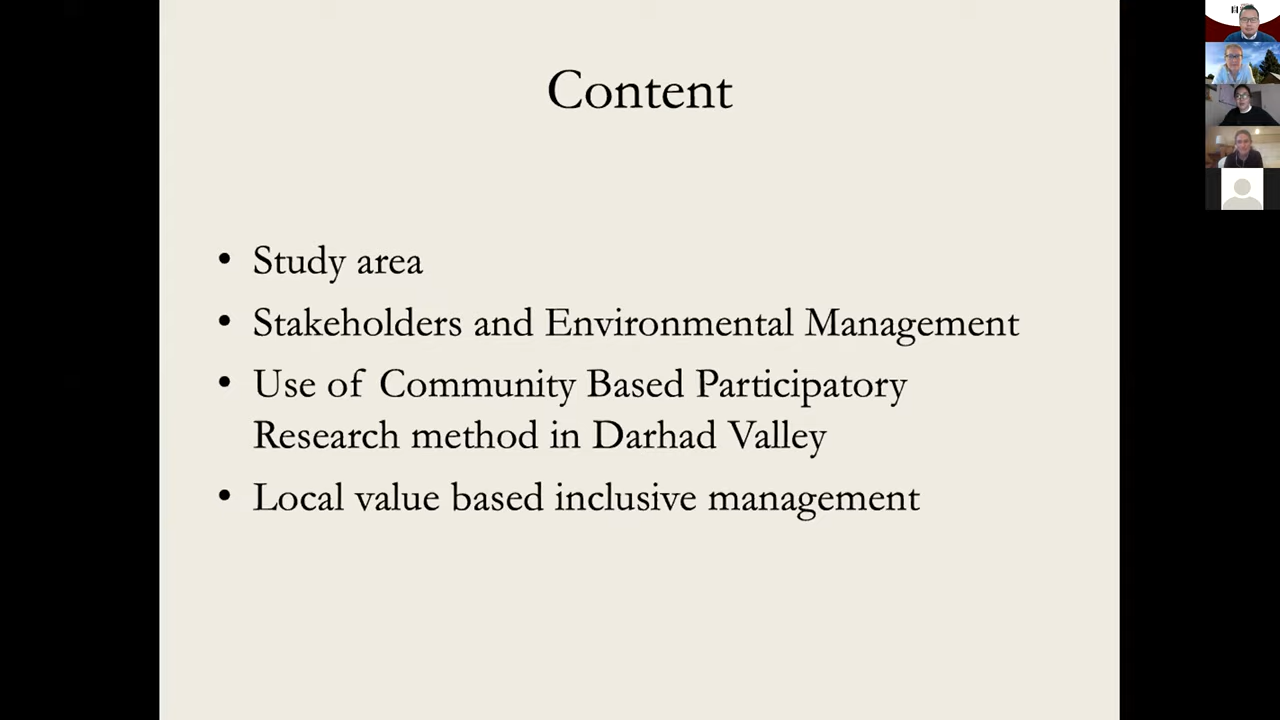 Content
• Study area
• Stakeholders and Environmental Management
• Use of Community Based Participatory
Research method in Darhad Valley
• Local value based inclusive management